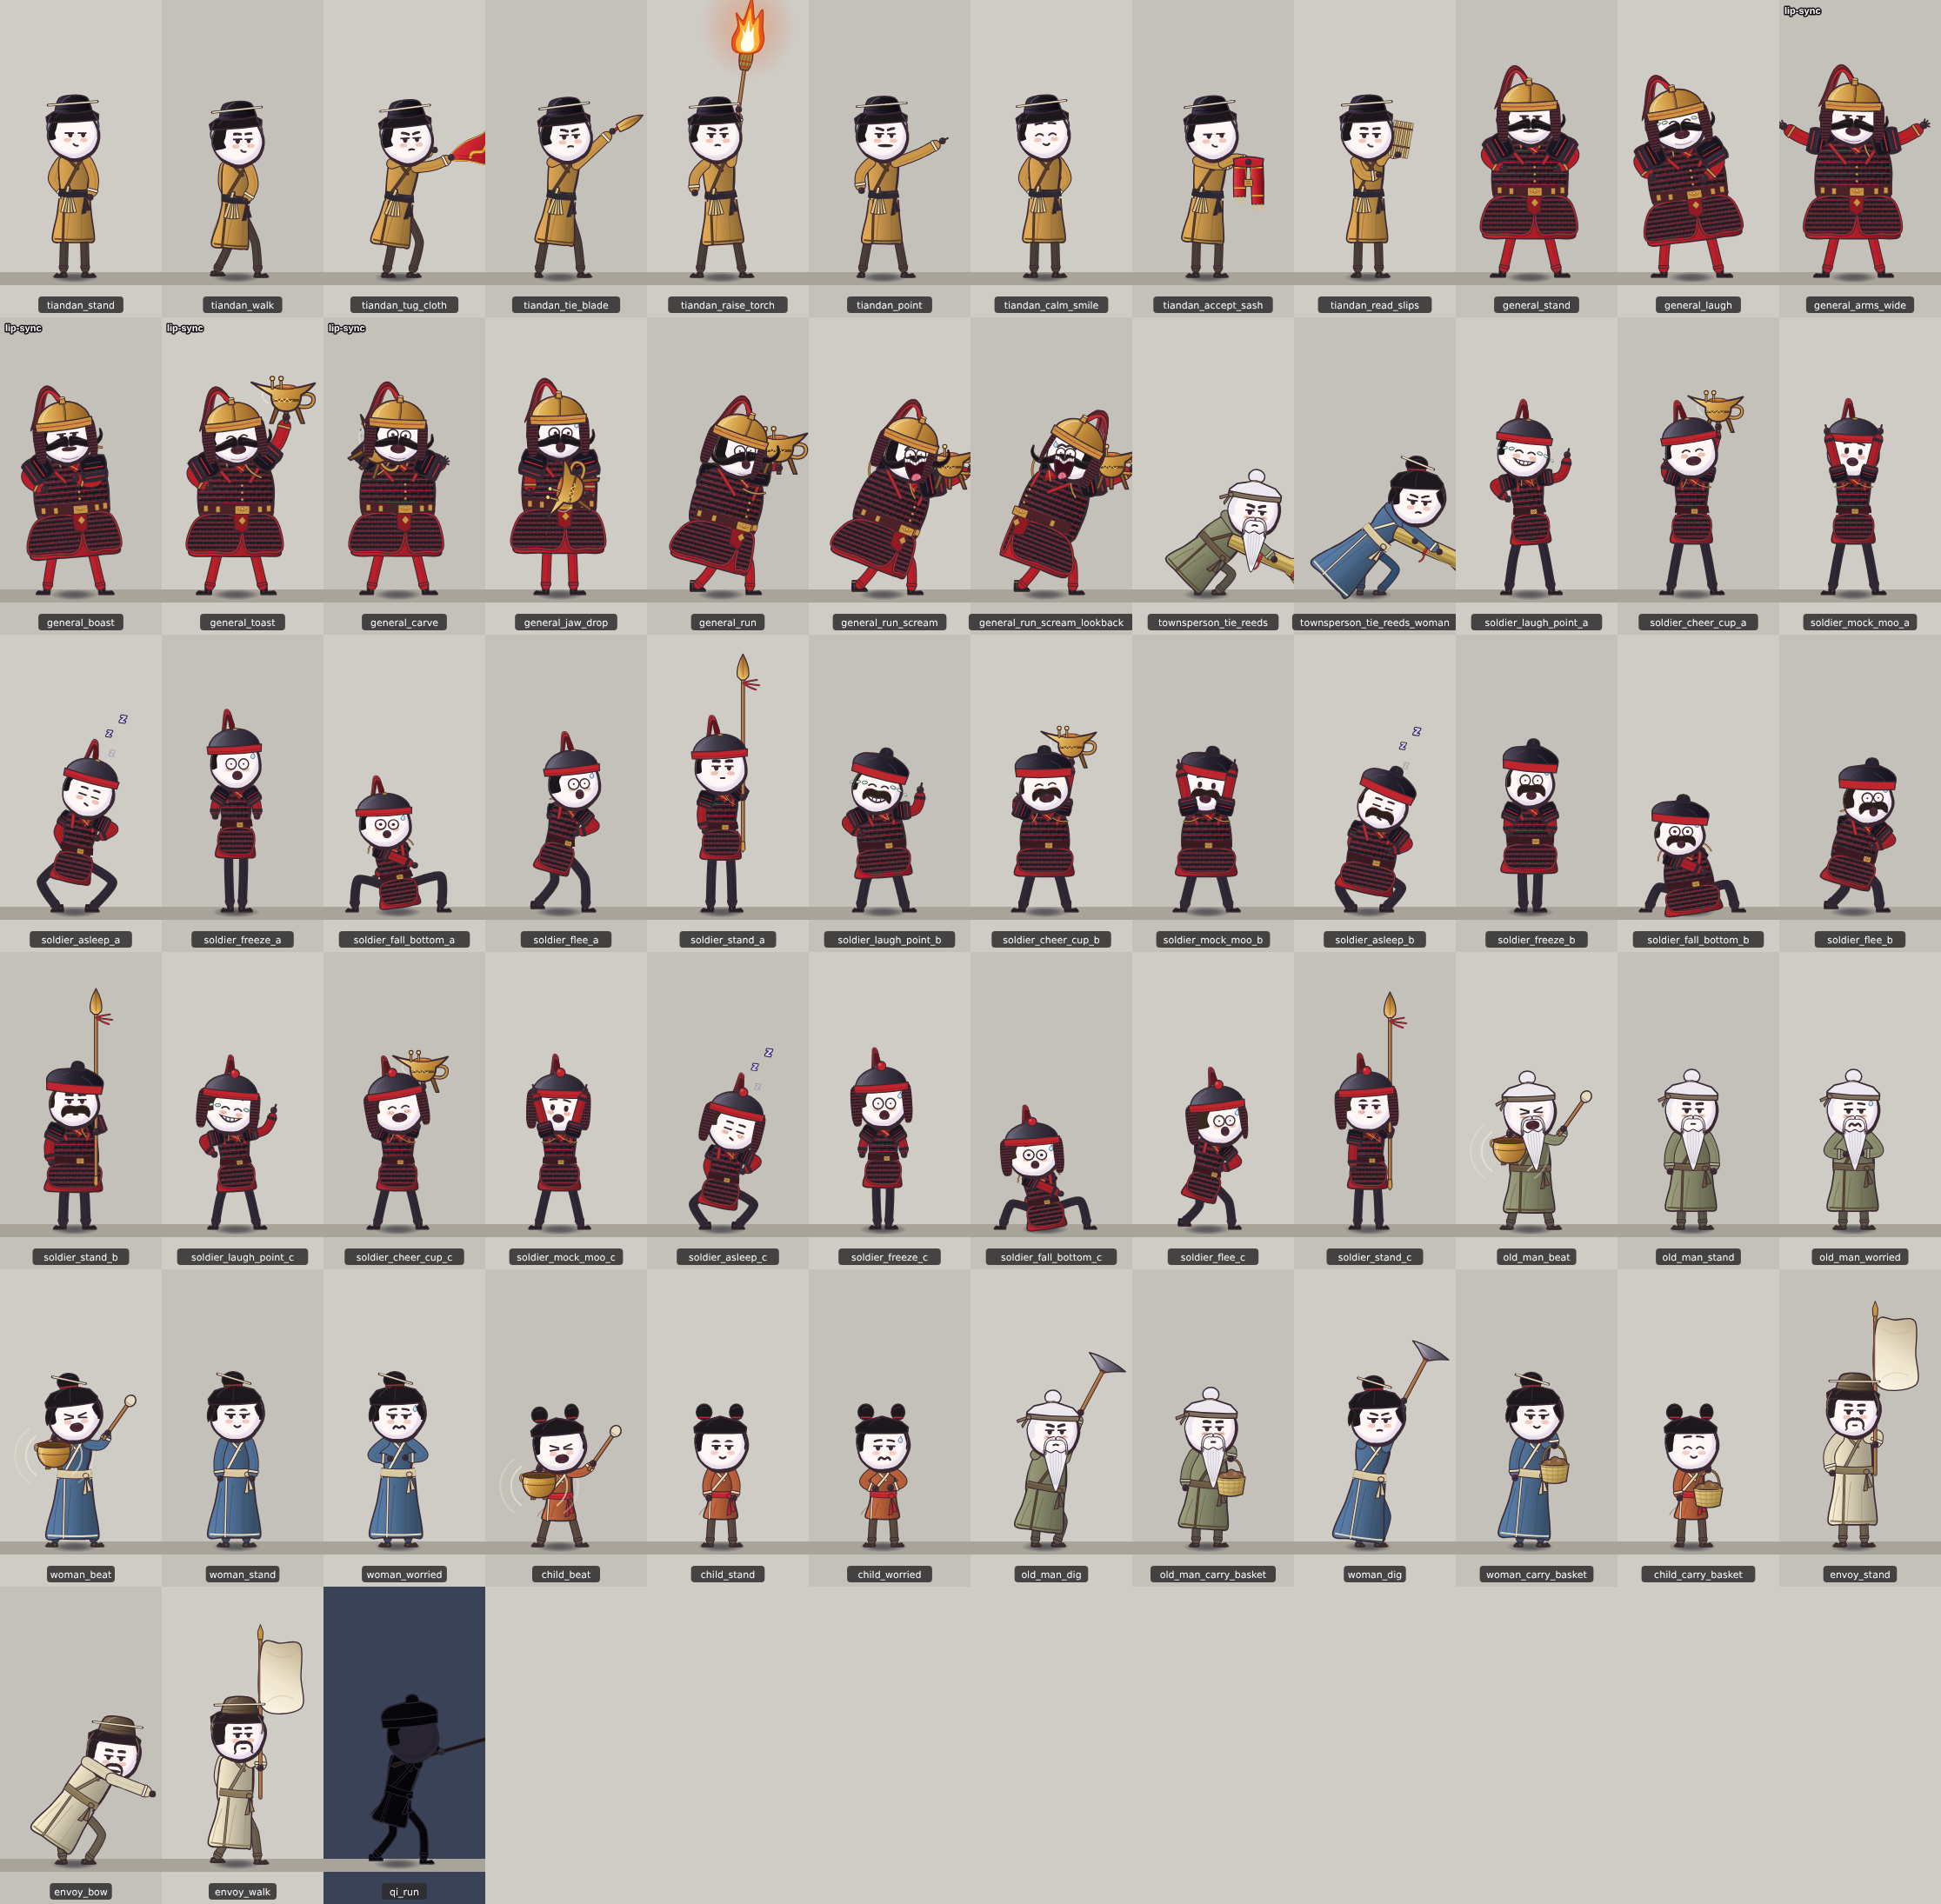 lip-sync
tiandan_stand
tiandan_walk
tiandan_tug_cloth
tiandan_tie_blade
tiandan_raise_torch
tiandan_point
tiandan_calm_smile
tiandan_accept_sash
tiandan_read_slips
general_stand
general_laugh
general_arms_wide
lip-sync
lip-sync
lip-sync
general_boast
general_toast
general_carve
general_jaw_drop
general_run
general_run_scream
general_run_scream_lookback
townsperson_tie_reeds
townsperson_tie_reeds_woman
soldier_laugh_point_a
soldier_cheer_cup_a
soldier_mock_moo_a
z
z
z
z
z
z
soldier_asleep_a
soldier_freeze_a
soldier_fall_bottom_a
soldier_flee_a
soldier_stand_a
soldier_laugh_point_b
soldier_cheer_cup_b
soldier_mock_moo_b
soldier_asleep_b
soldier_freeze_b
soldier_fall_bottom_b
soldier_flee_b
z
z
z
soldier_stand_b
soldier_laugh_point_c
soldier_cheer_cup_c
soldier_mock_moo_c
soldier_asleep_c
soldier_freeze_c
soldier_fall_bottom_c
soldier_flee_c
soldier_stand_c
old_man_beat
old_man_stand
old_man_worried
woman_beat
woman_stand
woman_worried
child_beat
child_stand
child_worried
old_man_dig
old_man_carry_basket
woman_dig
woman_carry_basket
child_carry_basket
envoy_stand
envoy_bow
envoy_walk
qi_run